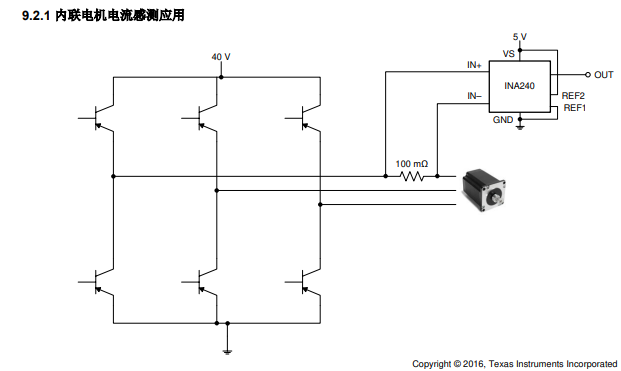 9.2.1 内联电机电流感测应用
5 V
40 V
VS
IN+
OUT
INA240
IN–
REF2
REF1
GND
100 mΩ
Copyright © 2016, Texas Instruments Incorporated